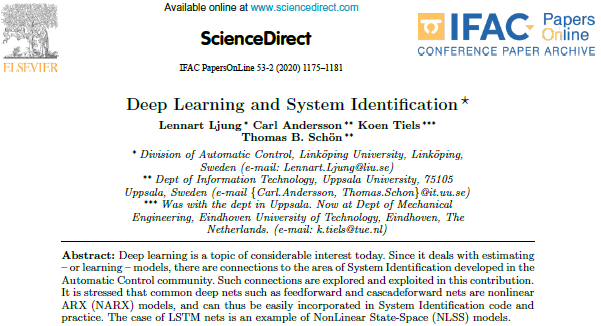 Available online at www.sciencedirect.com
ScienceDirect
IFAC Papers
OnLine
CONFERENCE PAPER ARCHIVE
ELSEVIER
IFAC PapersOnLine 53-2 (2020) 1175–1181
Deep Learning and System Identification ⋆
Lennart Ljung * Carl Andersson ** Koen Tiels ***
Thomas B. Schön **
* Division of Automatic Control, Linköping University, Linköping,
Sweden (e-mail: Lennart.Ljung@liu.se)
** Dept of Information Technology, Uppsala University, 75105
Uppsala, Sweden (e-mail {Carl.Andersson, Thomas.Schon}@it.uu.se)
*** Was with the dept in Uppsala. Now at Dept of Mechanical
Engineering, Eindhoven University of Technology, Eindhoven, The
Netherlands. (e-mail: k.tiels@tue.nl)
Abstract: Deep learning is a topic of considerable interest today. Since it deals with estimating
– or learning – models, there are connections to the area of System Identification developed in the
Automatic Control community. Such connections are explored and exploited in this contribution.
It is stressed that common deep nets such as feedforward and cascadeforward nets are nonlinear
ARX (NARX) models, and can thus be easily incorporated in System Identification code and
practice. The case of LSTM nets is an example of NonLinear State-Space (NLSS) models.